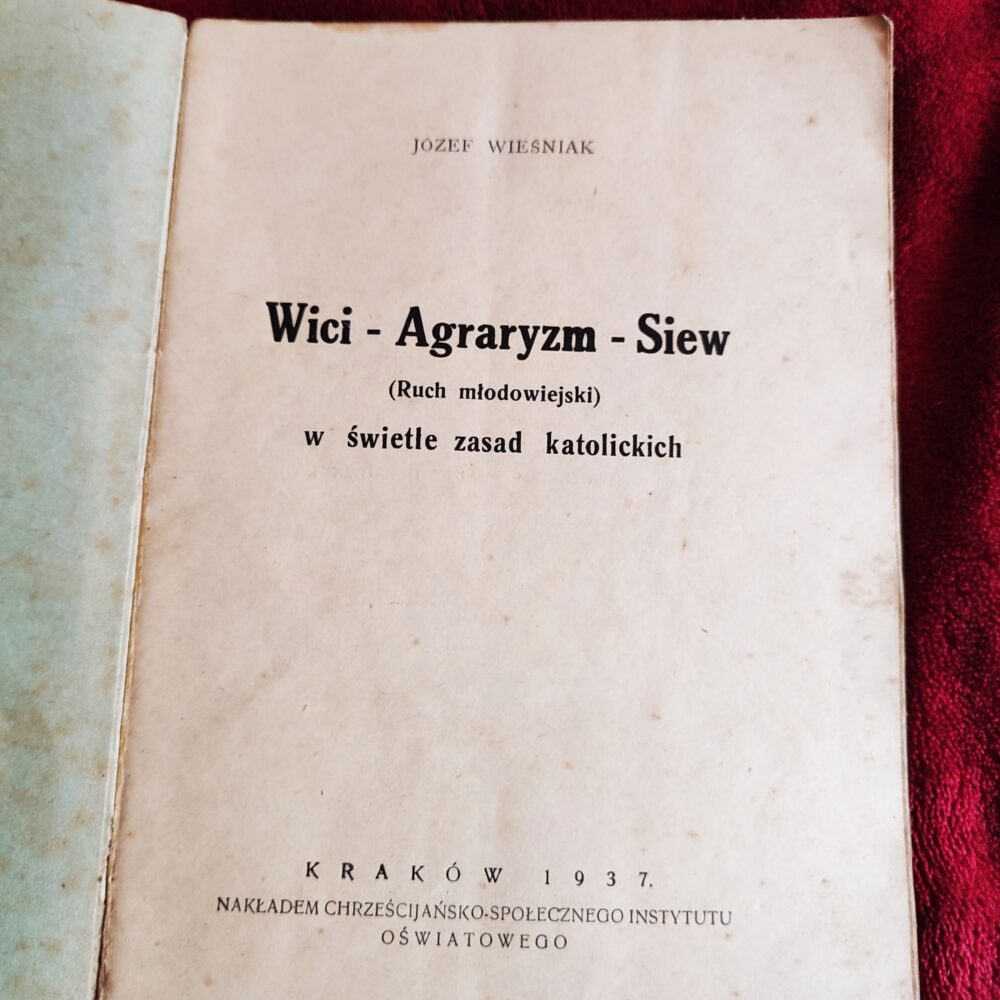 JÓZEF WIEŚNIAK
Wici - Agraryzm - Siew
(Ruch młodowiejski)
w świetle zasad katolickich
KRAKÓW 1937.
NAKŁADEM CHRZEŚCIJAŃSKO-SPOŁECZNEGO INSTYTUTU
OŚWIATOWEGO